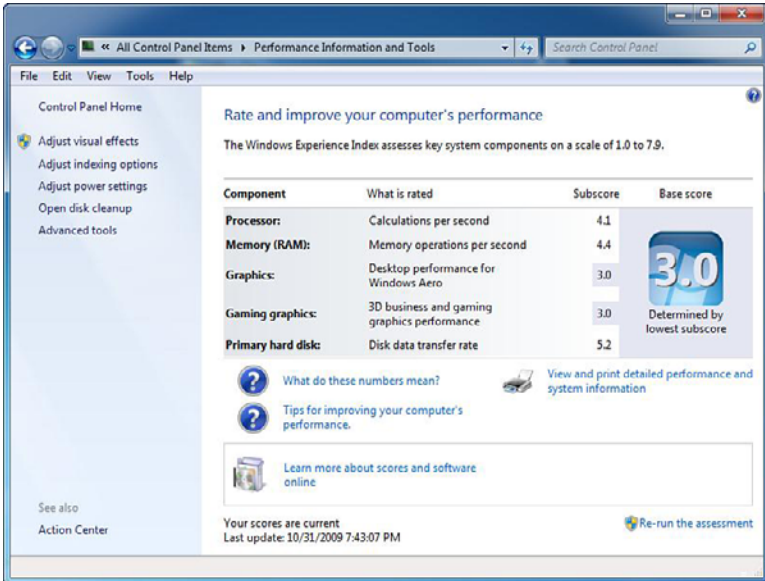 « All Control Panel Items ▸ Performance Information and Tools
Search Control Panel
File Edit View Tools Help
Control Panel Home
Adjust visual effects
Adjust indexing options
Adjust power settings
Open disk cleanup
Advanced tools
See also
Action Center
Rate and improve your computer's performance
The Windows Experience Index assesses key system components on a scale of 1.0 to 7.9.
Component What is rated Subscore Base score
Processor: Calculations per second 4.1
Memory (RAM): Memory operations per second 4.4
Graphics: Desktop performance for
Windows Aero 3.0
Gaming graphics: 3D business and gaming
graphics performance 3.0
Primary hard disk: Disk data transfer rate 5.2
3.0
Determined by
lowest subscore
What do these numbers mean?
Tips for improving your computer's
performance.
View and print detailed performance and
system information
Learn more about scores and software
online
Your scores are current
Last update: 10/31/2009 7:43:07 PM
Re-run the assessment